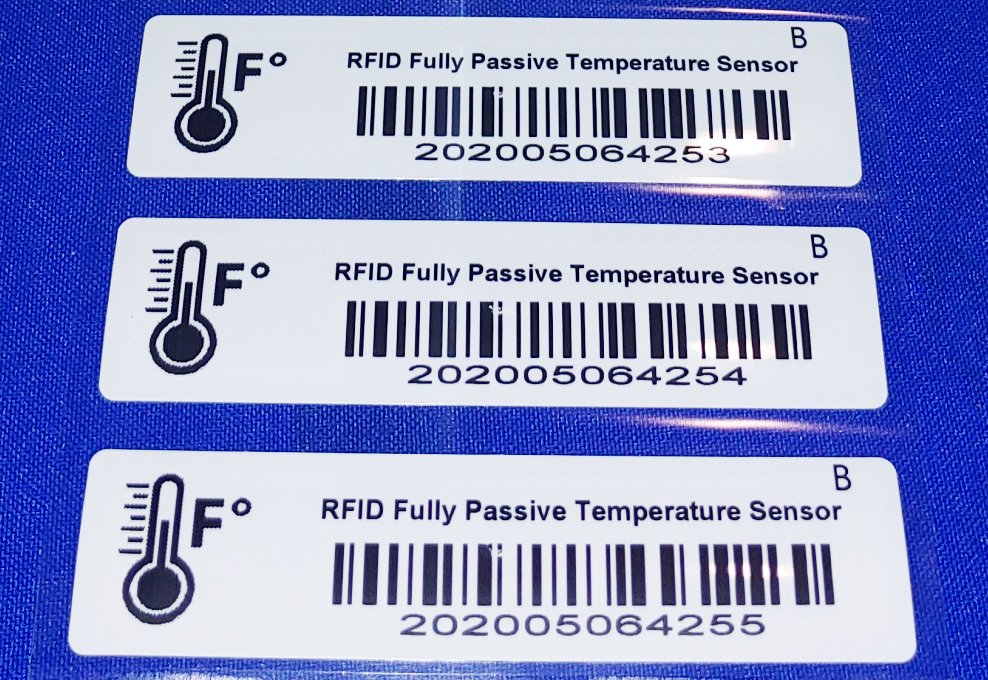 B
F°
RFID Fully Passive Temperature Sensor
202005064253
B
F°
RFID Fully Passive Temperature Sensor
202005064254
B
F°
RFID Fully Passive Temperature Sensor
202005064255